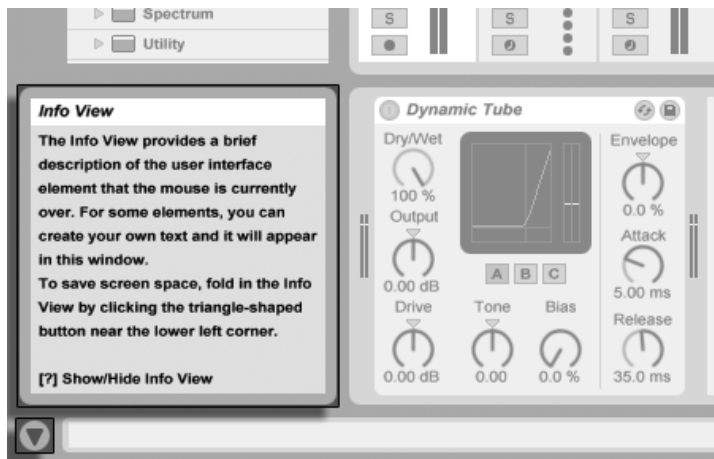 Spectrum
Utility
S
S
S
Info View
The Info View provides a brief
description of the user interface
element that the mouse is currently
over. For some elements, you can
create your own text and it will appear
in this window.
To save screen space, fold in the Info
View by clicking the triangle-shaped
button near the lower left corner.
[?] Show/Hide Info View
Dynamic Tube
Dry/Wet
100 %
Output
0.00 dB
A B C
Drive
0.00 dB
Tone
0.00
Bias
0.0 %
Envelope
0.0 %
Attack
5.00 ms
Release
35.0 ms